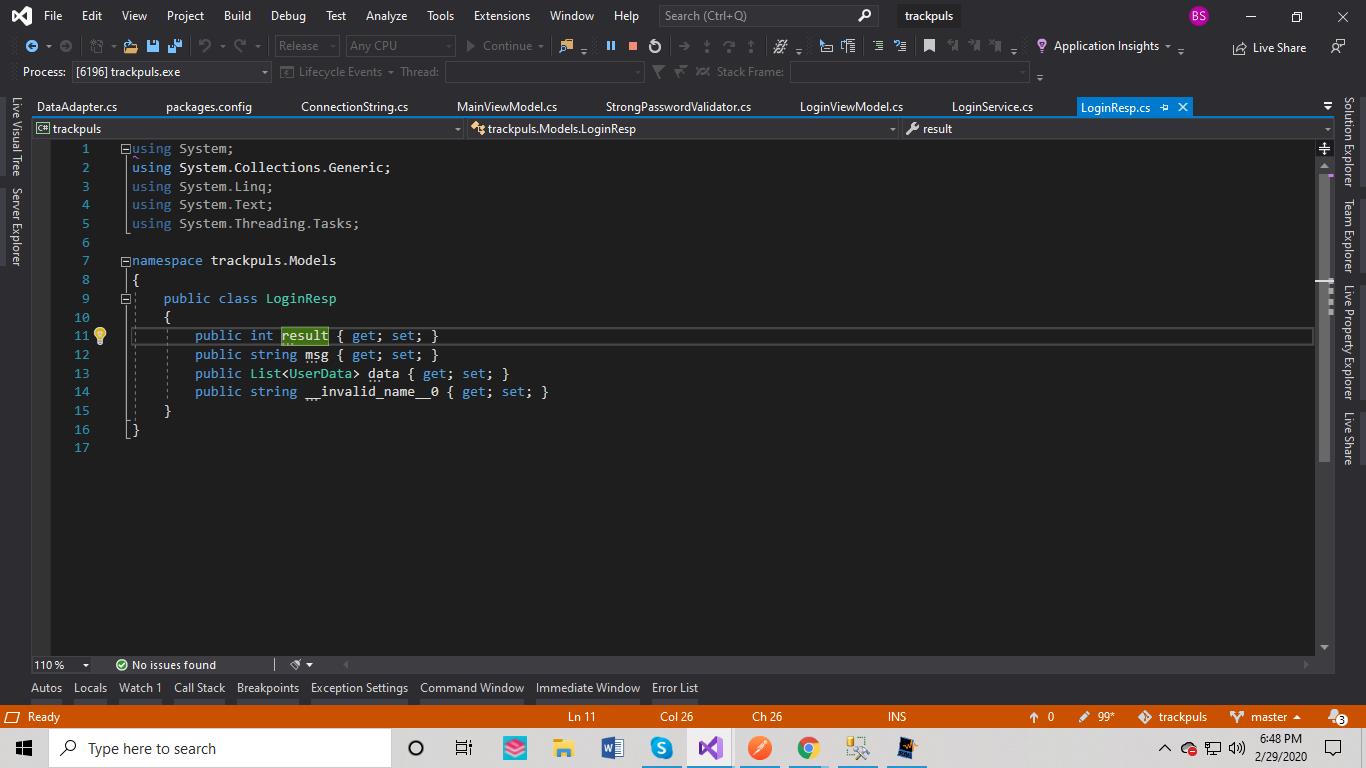 File Edit View Project Build Debug Test Analyze Tools Extensions Window Help Search (Ctrl+Q) trackpuls BS
Release Any CPU Continue Application Insights Live Share
Process: [6196] trackpuls.exe Lifecycle Events Thread: Stack Frame:
DataAdapter.cs packages.config ConnectionString.cs MainViewModel.cs StrongPasswordValidator.cs LoginViewModel.cs LoginService.cs LoginResp.cs
C# trackpuls trackpuls.Models.LoginResp result
Live Visual Tree
Server Explorer
1 using System;
2 using System.Collections.Generic;
3 using System.Linq;
4 using System.Text;
5 using System.Threading.Tasks;
6
7 namespace trackpuls.Models
8 {
9 public class LoginResp
10 {
11 public int result { get; set; }
12 public string msg { get; set; }
13 public List<UserData> data { get; set; }
14 public string __invalid_name__0 { get; set; }
15 }
16 }
17
Solution Explorer
Team Explorer
Live Property Explorer
Live Share
110 % No issues found
Autos Locals Watch 1 Call Stack Breakpoints Exception Settings Command Window Immediate Window Error List
Ready Ln 11 Col 26 Ch 26 INS 0 99* trackpuls master 3
Type here to search W S 6:48 PM
2/29/2020